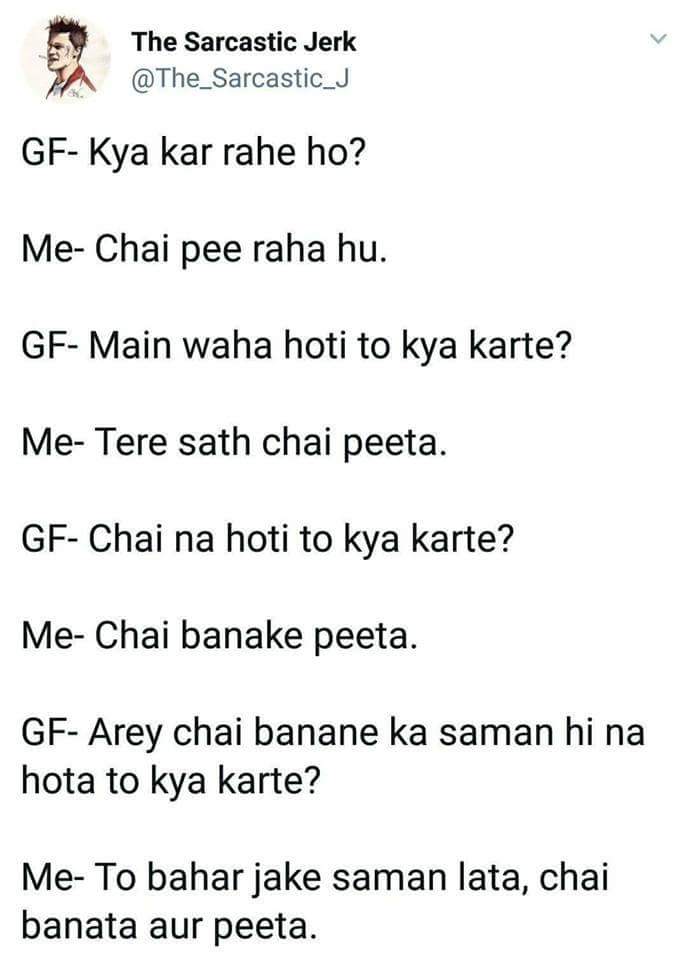 The Sarcastic Jerk
@The_Sarcastic_J
GF- Kya kar rahe ho?
Me- Chai pee raha hu.
GF- Main waha hoti to kya karte?
Me- Tere sath chai peeta.
GF- Chai na hoti to kya karte?
Me- Chai banake peeta.
GF- Arey chai banane ka saman hi na
hota to kya karte?
Me- To bahar jake saman lata, chai
banata aur peeta.